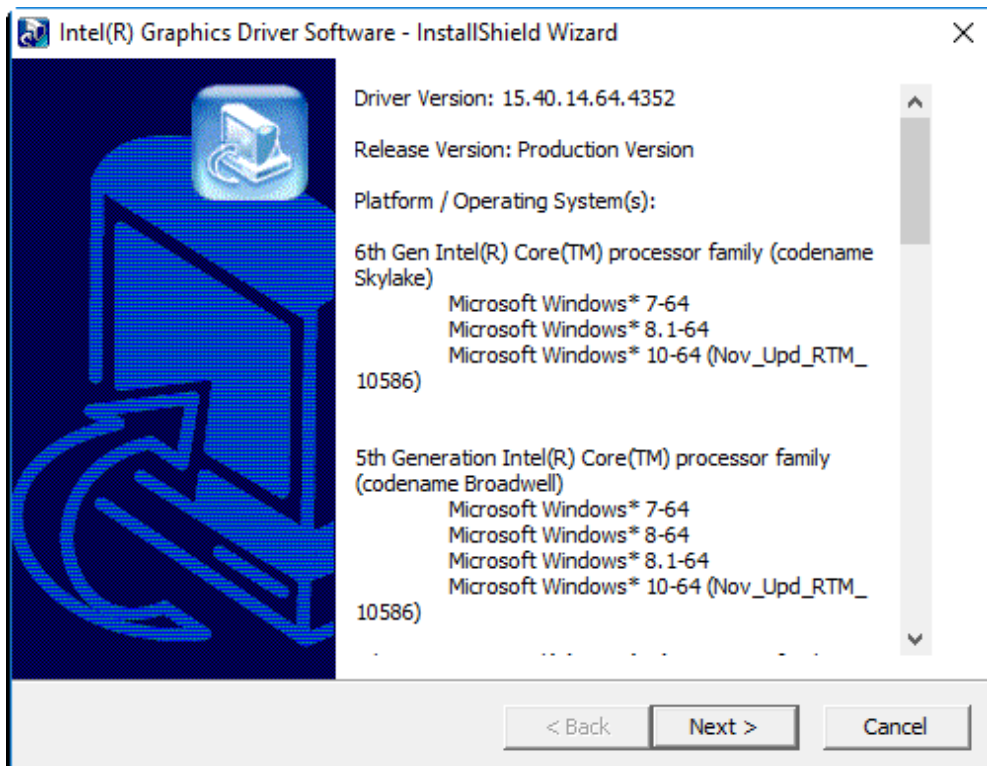 Intel(R) Graphics Driver Software - InstallShield Wizard
Driver Version: 15.40.14.64.4352
Release Version: Production Version
Platform / Operating System(s):
6th Gen Intel(R) Core(TM) processor family (codename
Skylake)
Microsoft Windows* 7-64
Microsoft Windows* 8.1-64
Microsoft Windows* 10-64 (Nov_Upd_RTM_
10586)
5th Generation Intel(R) Core(TM) processor family
(codename Broadwell)
Microsoft Windows* 7-64
Microsoft Windows* 8-64
Microsoft Windows* 8.1-64
Microsoft Windows* 10-64 (Nov_Upd_RTM_
10586)
< Back
Next >
Cancel